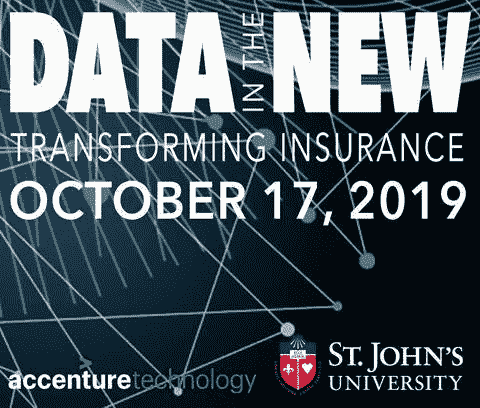 DATA IN THE NEW
TRANSFORMING INSURANCE
OCTOBER 17, 2019
accenturetechnology
ST. JOHN'S
UNIVERSITY